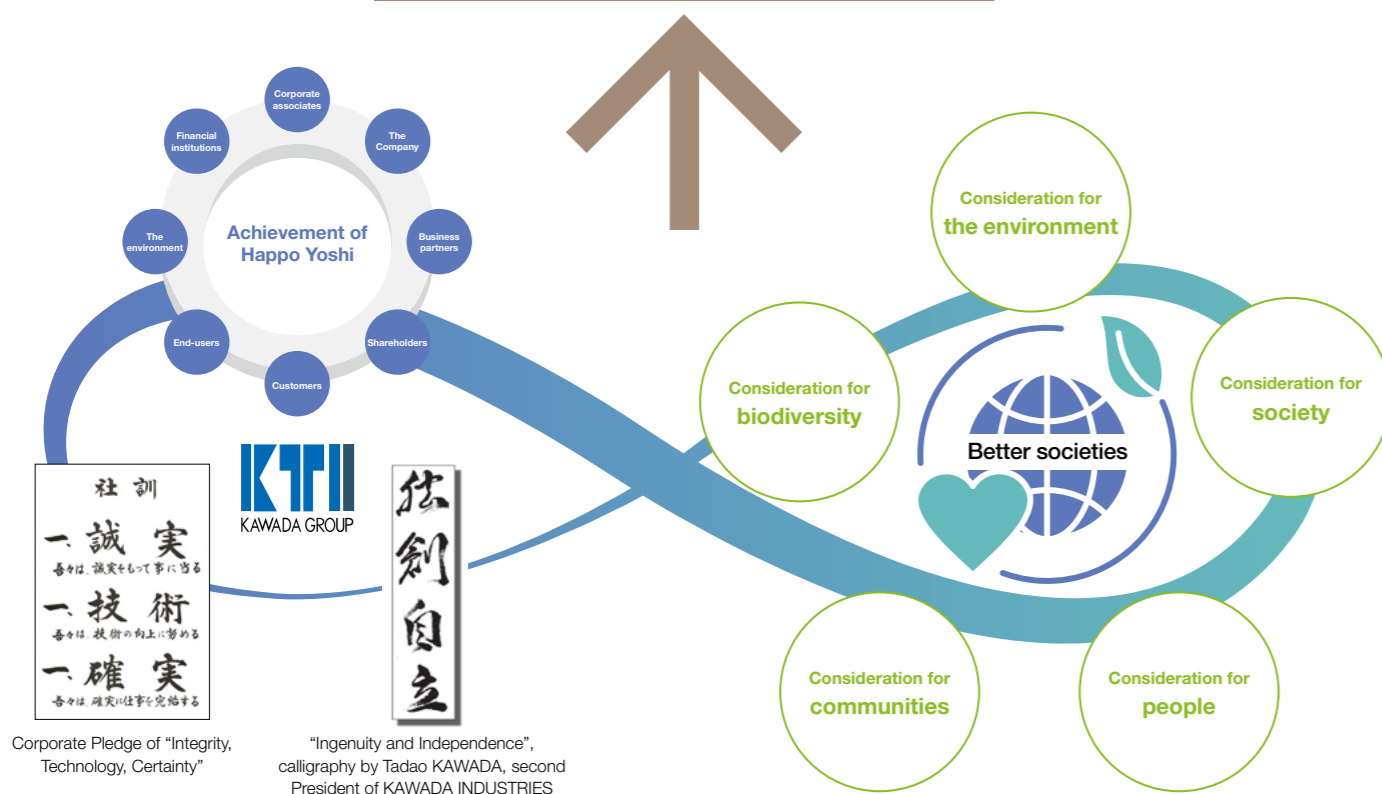 Corporate
associates
The
Company
Business
partners
Shareholders
Customers
End-users
The
environment
Financial
institutions
Achievement of
Happo Yoshi
社訓
一、誠実
吾々は、誠実をもって事に当る
一、技術
吾々は、技術の向上に努める
一、確実
吾々は、確実に仕事を完結する
Corporate Pledge of “Integrity,
Technology, Certainty”
KTI
KAWADA GROUP
創自立
“Ingenuity and Independence”,
calligraphy by Tadao KAWADA, second
President of KAWADA INDUSTRIES
Consideration for
the environment
Consideration for
biodiversity
Consideration for
society
Better societies
Consideration for
communities
Consideration for
people